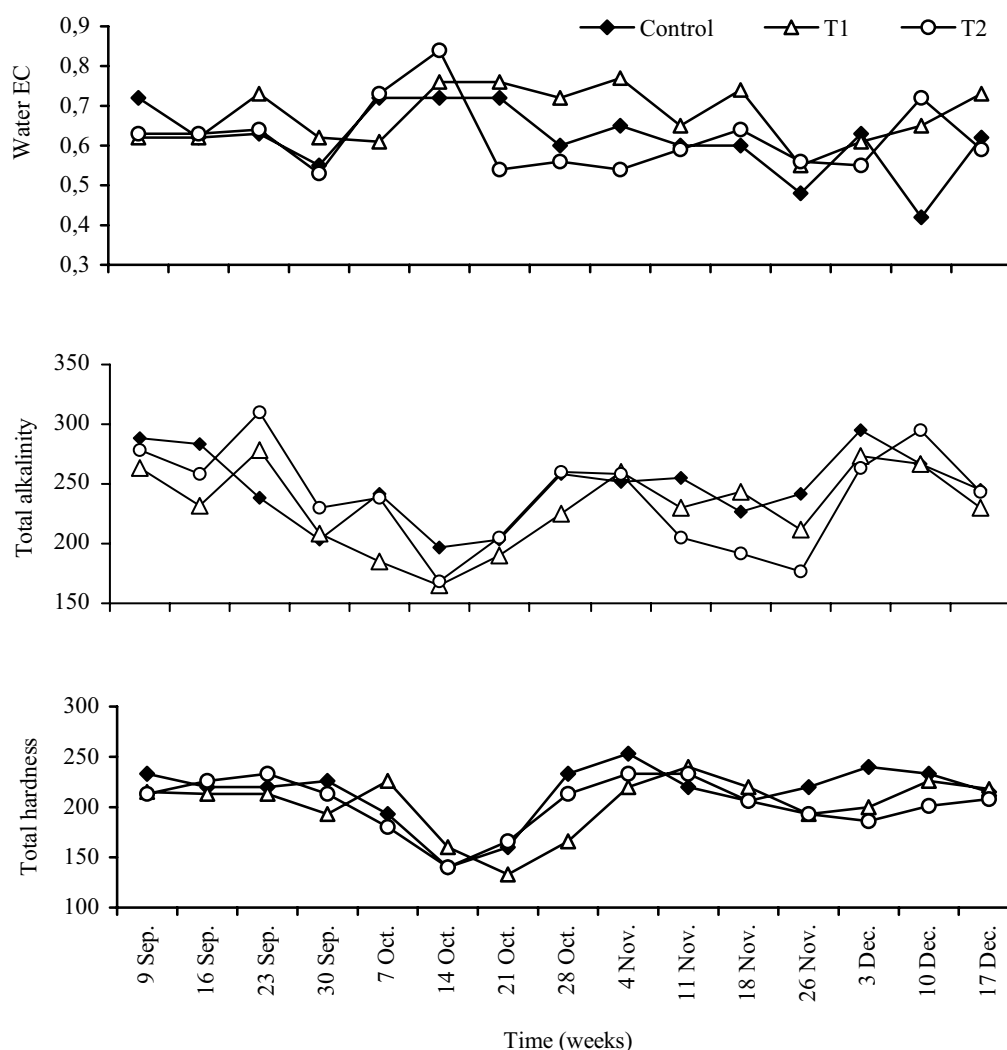 Control T1 T2
Water EC
0,9
0,8
0,7
0,6
0,5
0,4
0,3
Total alkalinity
350
300
250
200
150
Total hardness
300
250
200
150
100
9 Sep.
16 Sep.
23 Sep.
30 Sep.
7 Oct.
14 Oct.
21 Oct.
28 Oct.
4 Nov.
11 Nov.
18 Nov.
26 Nov.
3 Dec.
10 Dec.
17 Dec.
Time (weeks)